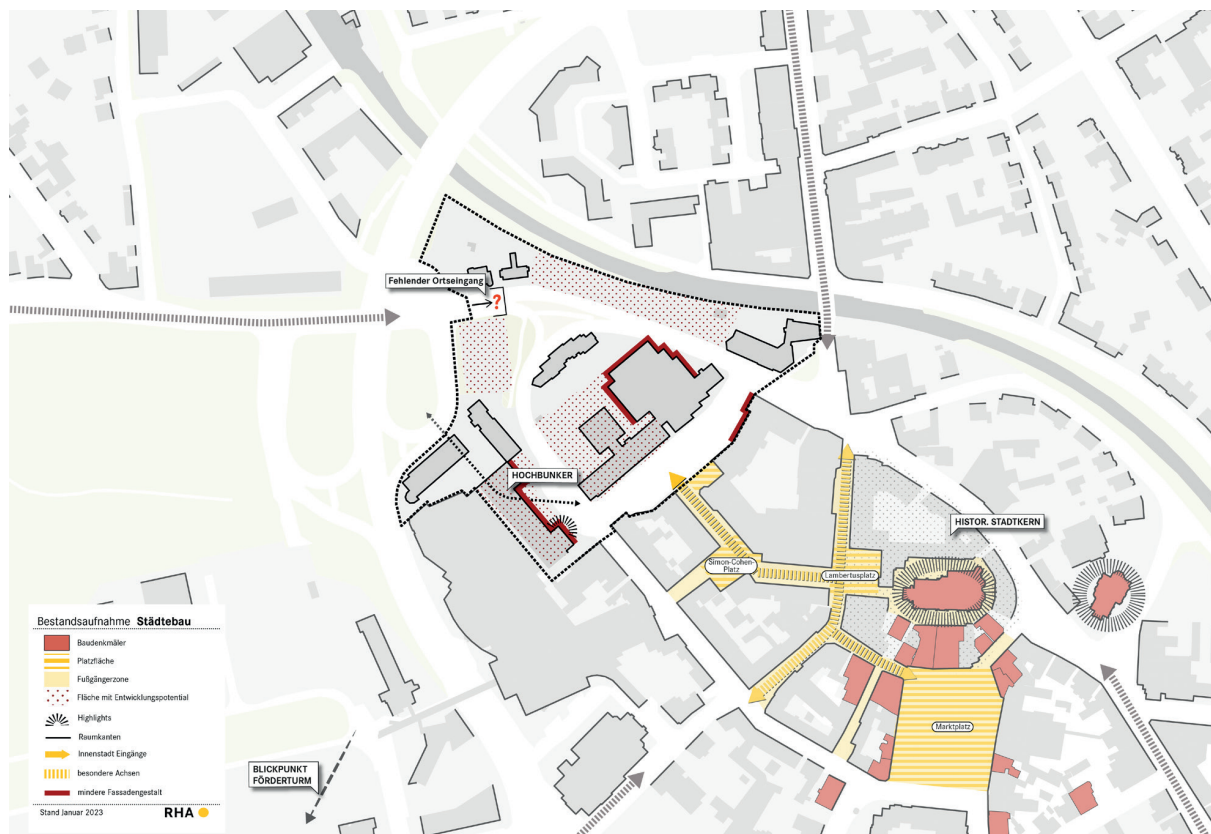 Fehlender Ortseingang
?
HOCHBUNKER
HISTOR. STADTKERN
Simon-Cohen-
Platz
Lambertusplatz
Marktplatz
BLICKPUNKT
FÖRDERTURM
Bestandsaufnahme Städtebau
Baudenkmäler
Platzfläche
Fußgängerzone
Fläche mit Entwicklungspotential
Highlights
Raumkanten
Innenstadt Eingänge
besondere Achsen
mindere Fassadengestalt
Stand Januar 2023
RHA